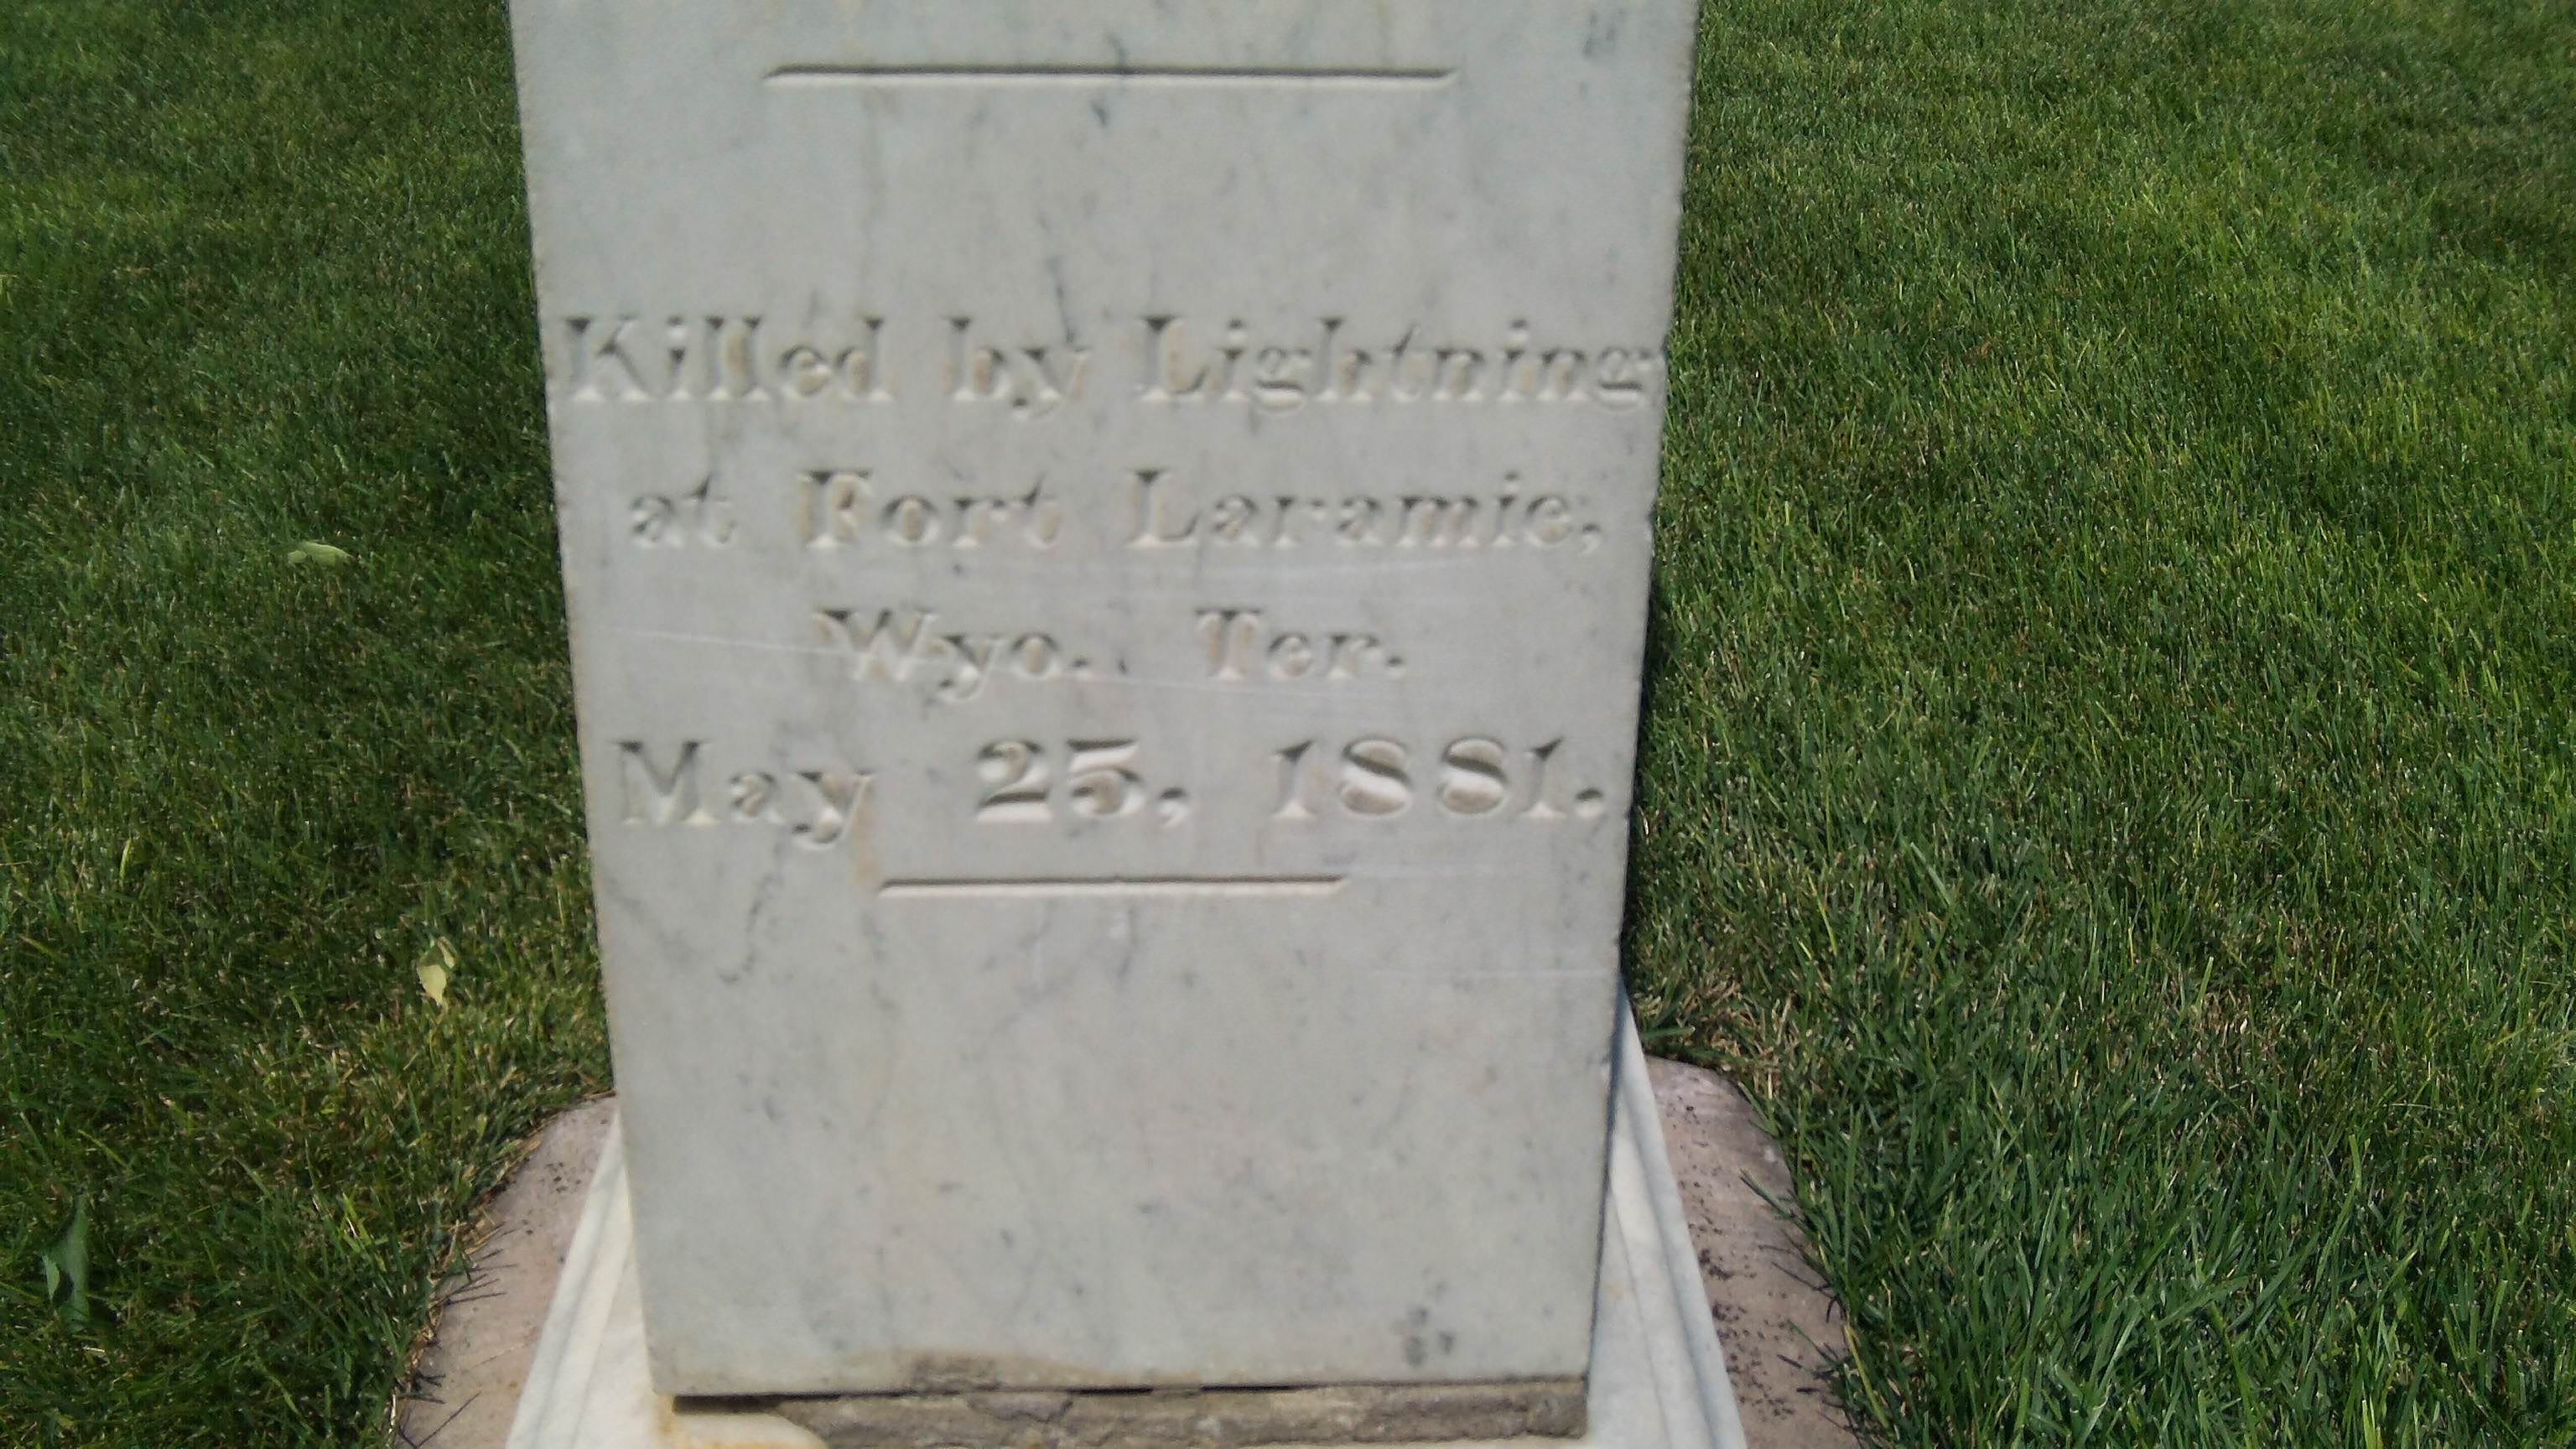 Killed by Lightning
at Fort Laramie,
Wyo. Ter.
May 25, 1881.